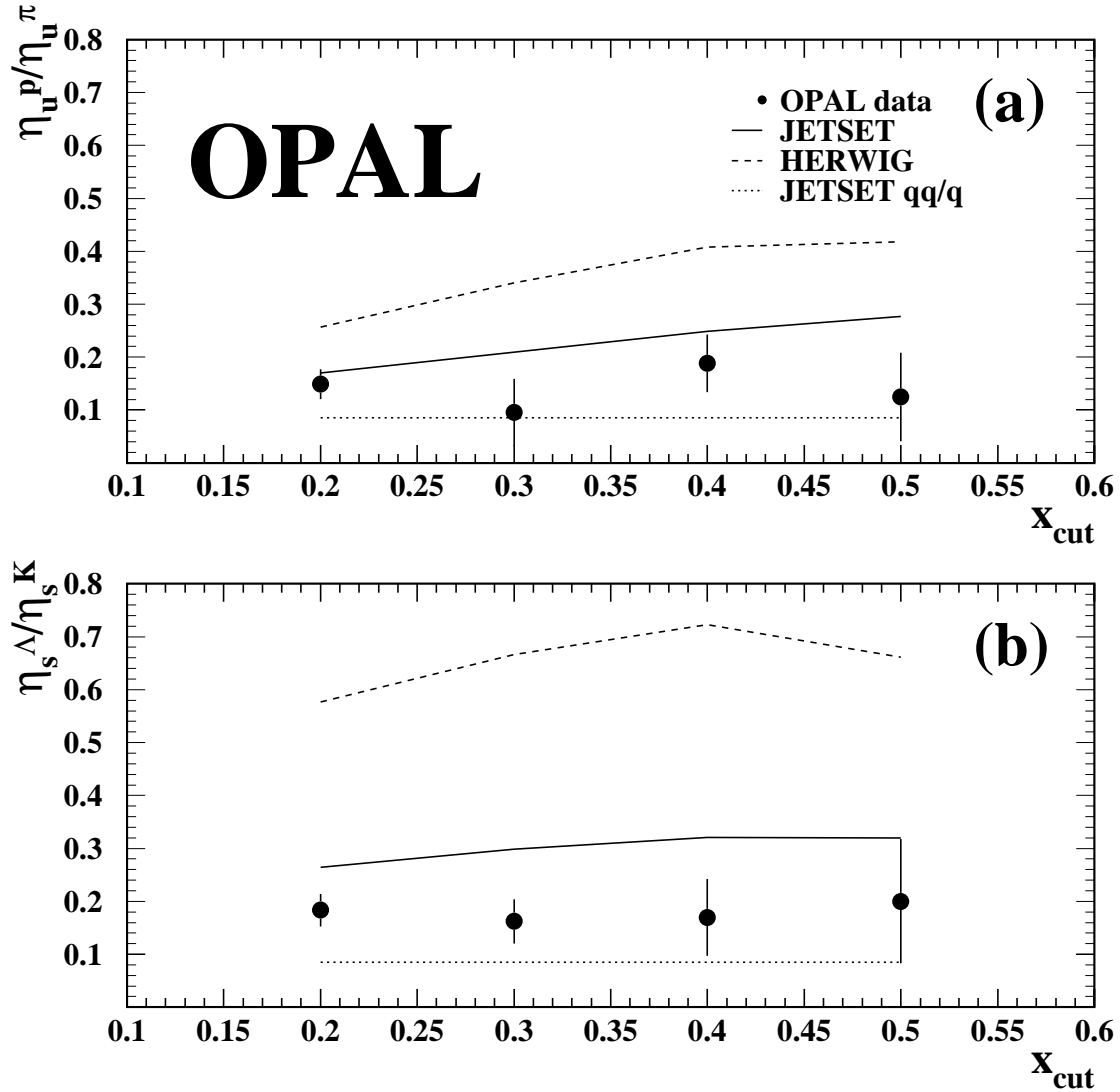 η_u^p/η_u^π
0.8
0.7
0.6
0.5
0.4
0.3
0.2
0.1
OPAL
OPAL data
JETSET
HERWIG
JETSET qq/q
(a)
0.1 0.15 0.2 0.25 0.3 0.35 0.4 0.45 0.5 0.55 0.6
x_cut
η_s^Λ/η_s^K
0.8
0.7
0.6
0.5
0.4
0.3
0.2
0.1
(b)
0.1 0.15 0.2 0.25 0.3 0.35 0.4 0.45 0.5 0.55 0.6
x_cut